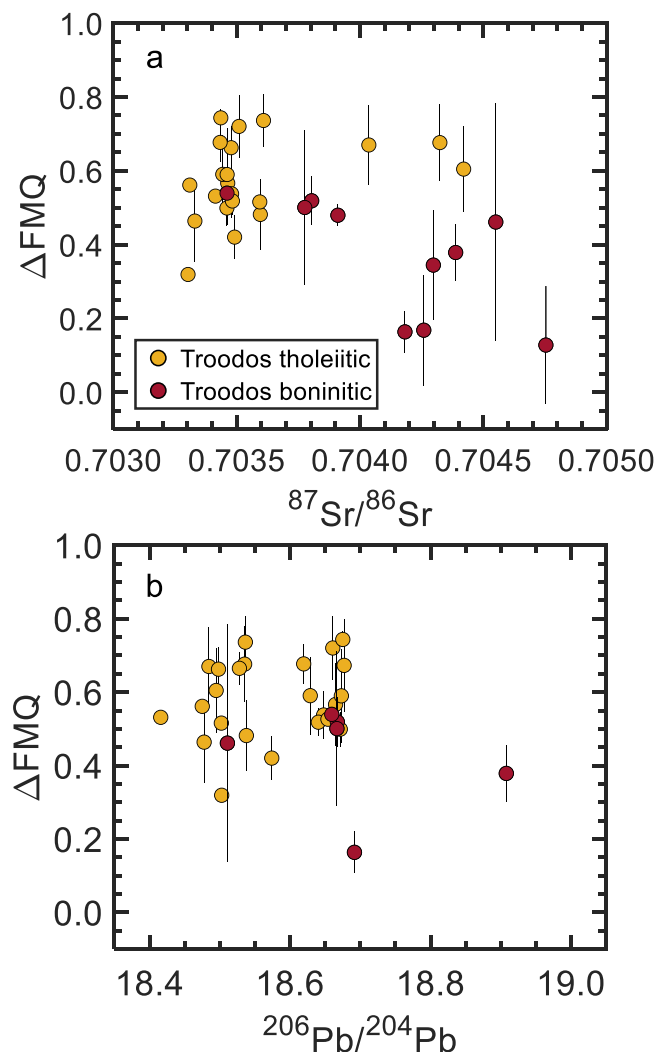 a
1.0
0.8
0.6
0.4
0.2
0.0
ΔFMQ
Troodos tholeiitic
Troodos boninitic
0.7030 0.7035 0.7040 0.7045 0.7050
⁸⁷Sr/⁸⁶Sr
b
1.0
0.8
0.6
0.4
0.2
0.0
ΔFMQ
18.4 18.6 18.8 19.0
²⁰⁶Pb/²⁰⁴Pb